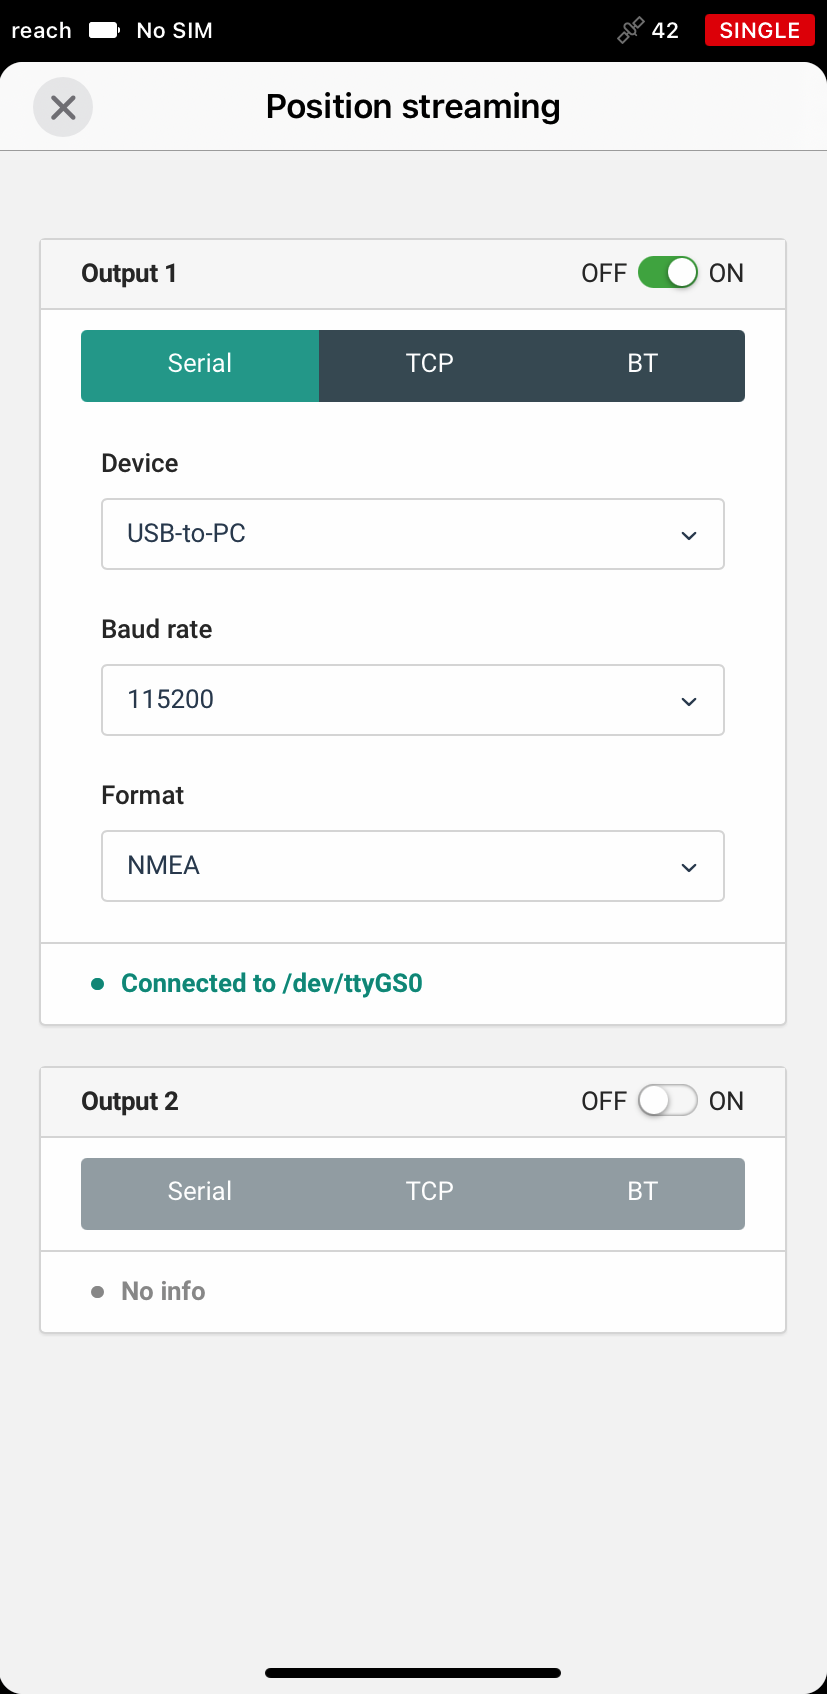 reach No SIM 42 SINGLE
Position streaming
Output 1 OFF ON
Serial TCP BT
Device
USB-to-PC
Baud rate
115200
Format
NMEA
Connected to /dev/ttyGS0
Output 2 OFF ON
Serial TCP BT
No info